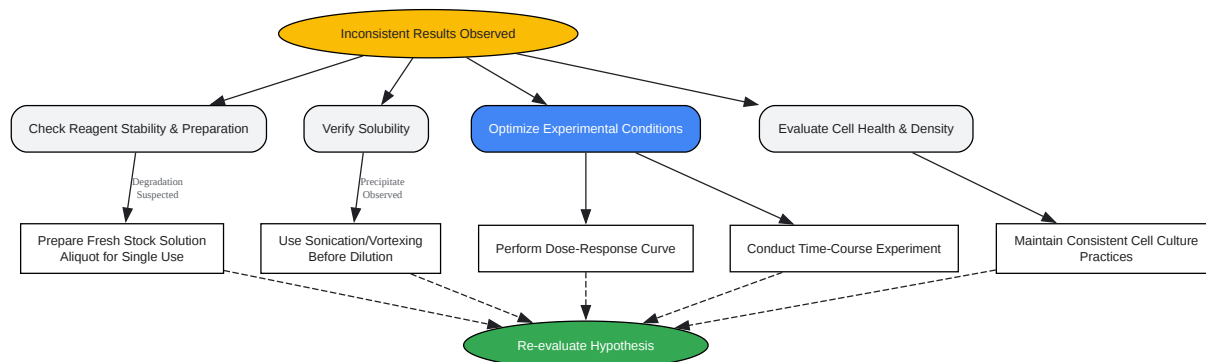 Inconsistent Results Observed
Check Reagent Stability & Preparation
Verify Solubility
Optimize Experimental Conditions
Evaluate Cell Health & Density
Degradation
Suspected
Precipitate
Observed
Prepare Fresh Stock Solution
Aliquot for Single Use
Use Sonication/Vortexing
Before Dilution
Perform Dose-Response Curve
Conduct Time-Course Experiment
Maintain Consistent Cell Culture
Practices
Re-evaluate Hypothesis